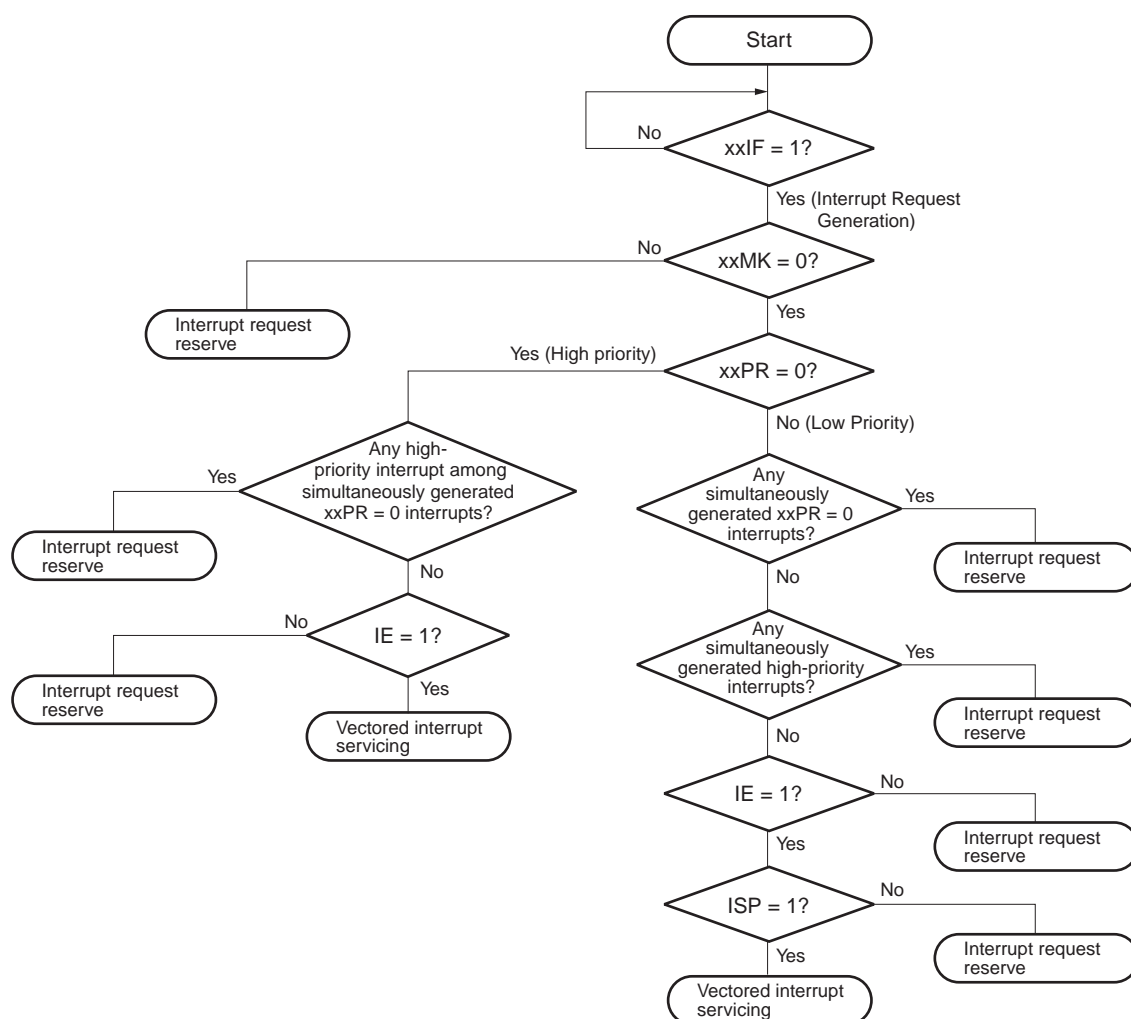 Start
No
xxIF = 1?
Yes (Interrupt Request
Generation)
No
xxMK = 0?
Interrupt request
reserve
Yes
Yes (High priority)
xxPR = 0?
No (Low Priority)
Any high-
priority interrupt among
simultaneously generated
xxPR = 0 interrupts?
Yes
Interrupt request
reserve
No
Any
simultaneously
generated xxPR = 0
interrupts?
Yes
Interrupt request
reserve
No
No
IE = 1?
Interrupt request
reserve
Yes
Vectored interrupt
servicing
Any
simultaneously
generated high-priority
interrupts?
Yes
Interrupt request
reserve
No
IE = 1?
No
Interrupt request
reserve
Yes
ISP = 1?
No
Interrupt request
reserve
Yes
Vectored interrupt
servicing